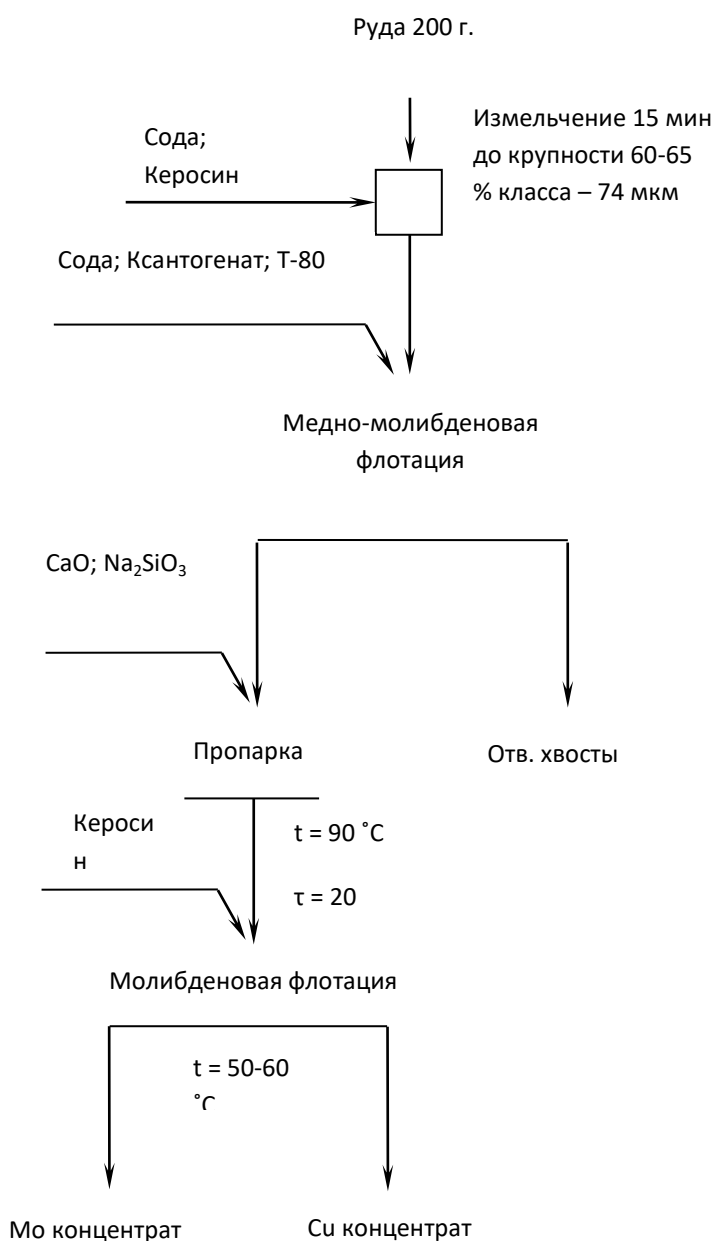 Руда 200 г.
Измельчение 15 мин
до крупности 60-65
% класса – 74 мкм
Сода;
Керосин
Сода; Ксантогенат; Т-80
Медно-молибденовая
флотация
CaO; Na₂SiO₃
Пропарка
Отв. хвосты
Кероси
н
t = 90 ˚C
τ = 20
Молибденовая флотация
t = 50-60
˚C
Мо концентрат
Cu концентрат